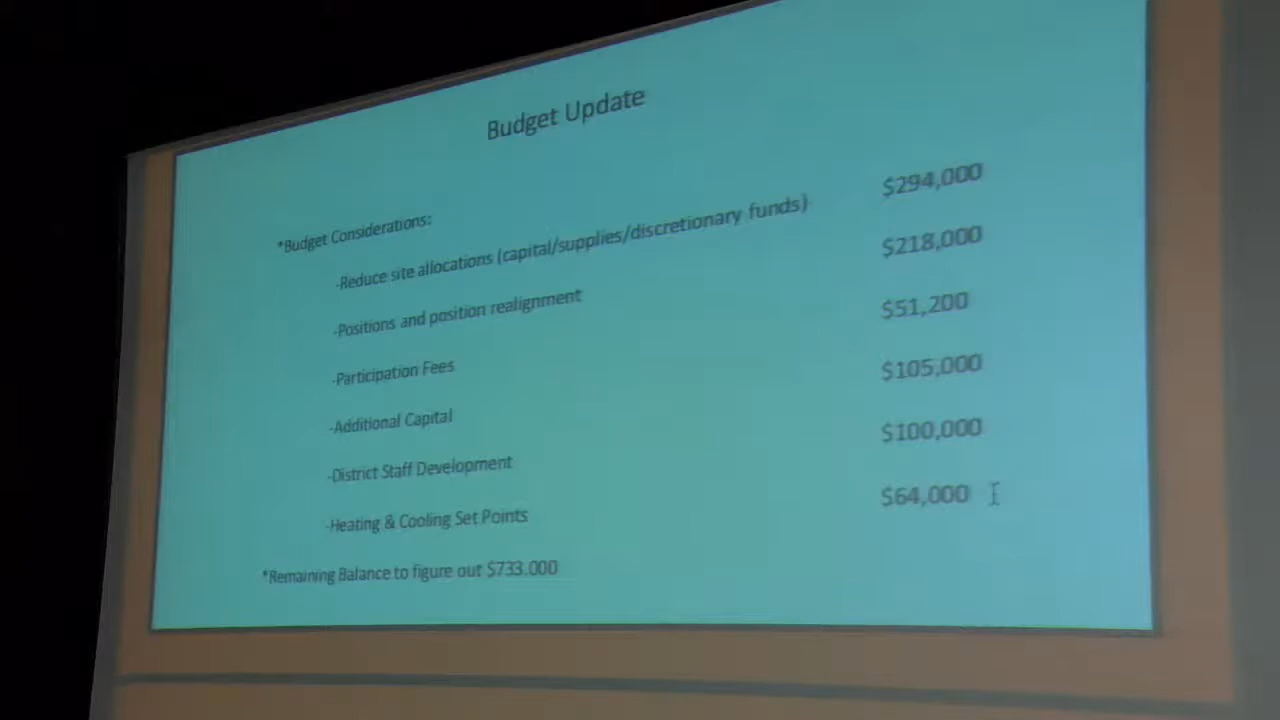 Budget Update
*Budget Considerations:
-Reduce site allocations (capital/supplies/discretionary funds) $294,000
-Positions and position realignment $218,000
-Participation Fees $51,200
-Additional Capital $105,000
-District Staff Development $100,000
-Heating & Cooling Set Points $64,000
*Remaining Balance to figure out $733.000